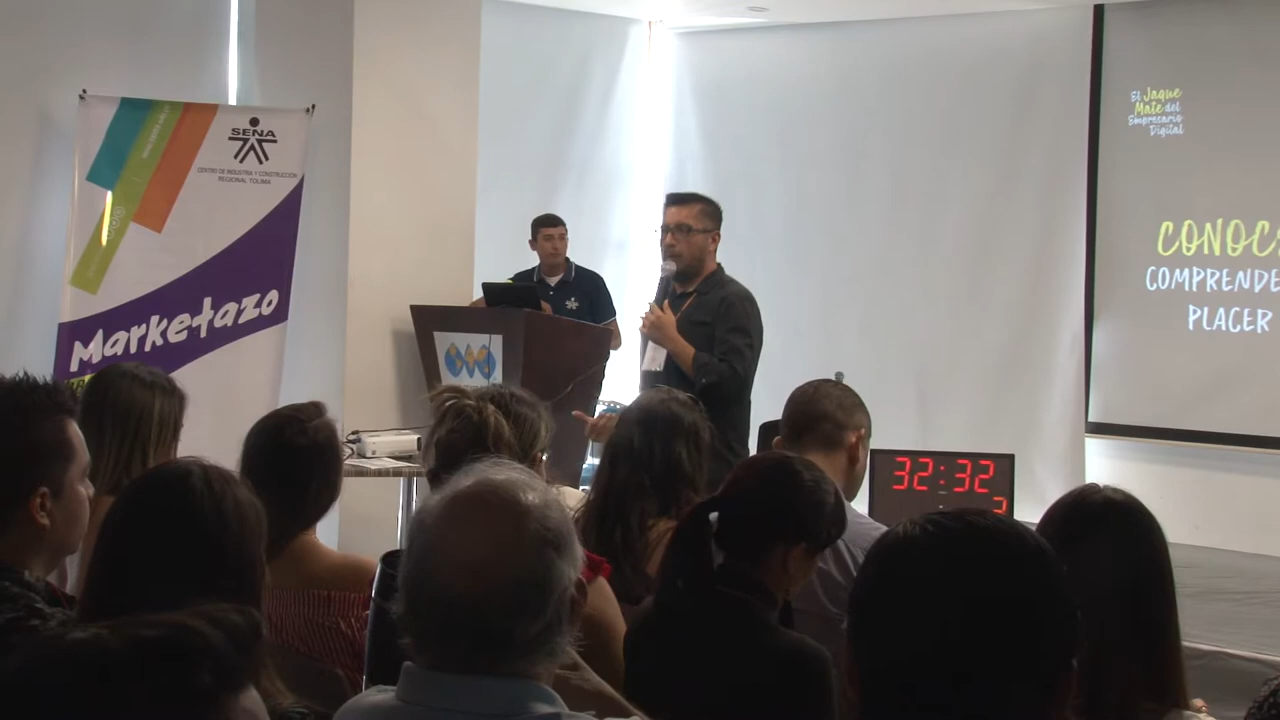 SENA
CENTRO DE INDUSTRIA Y CONSTRUCCIÓN
REGIONAL TOLIMA
Marketazo
El Jaque
Mate del
Empresario
Digital
CONOC
COMPRENDE
PLACER
32:32